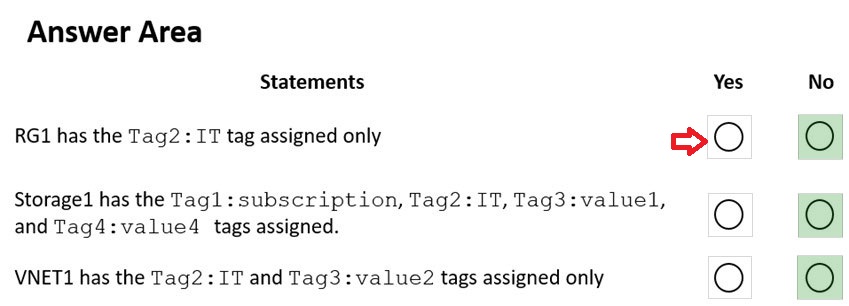 Answer Area
Statements Yes No
RG1 has the Tag2:IT tag assigned only
Storage1 has the Tag1:subscription, Tag2:IT, Tag3:value1,
and Tag4:value4 tags assigned.
VNET1 has the Tag2:IT and Tag3:value2 tags assigned only